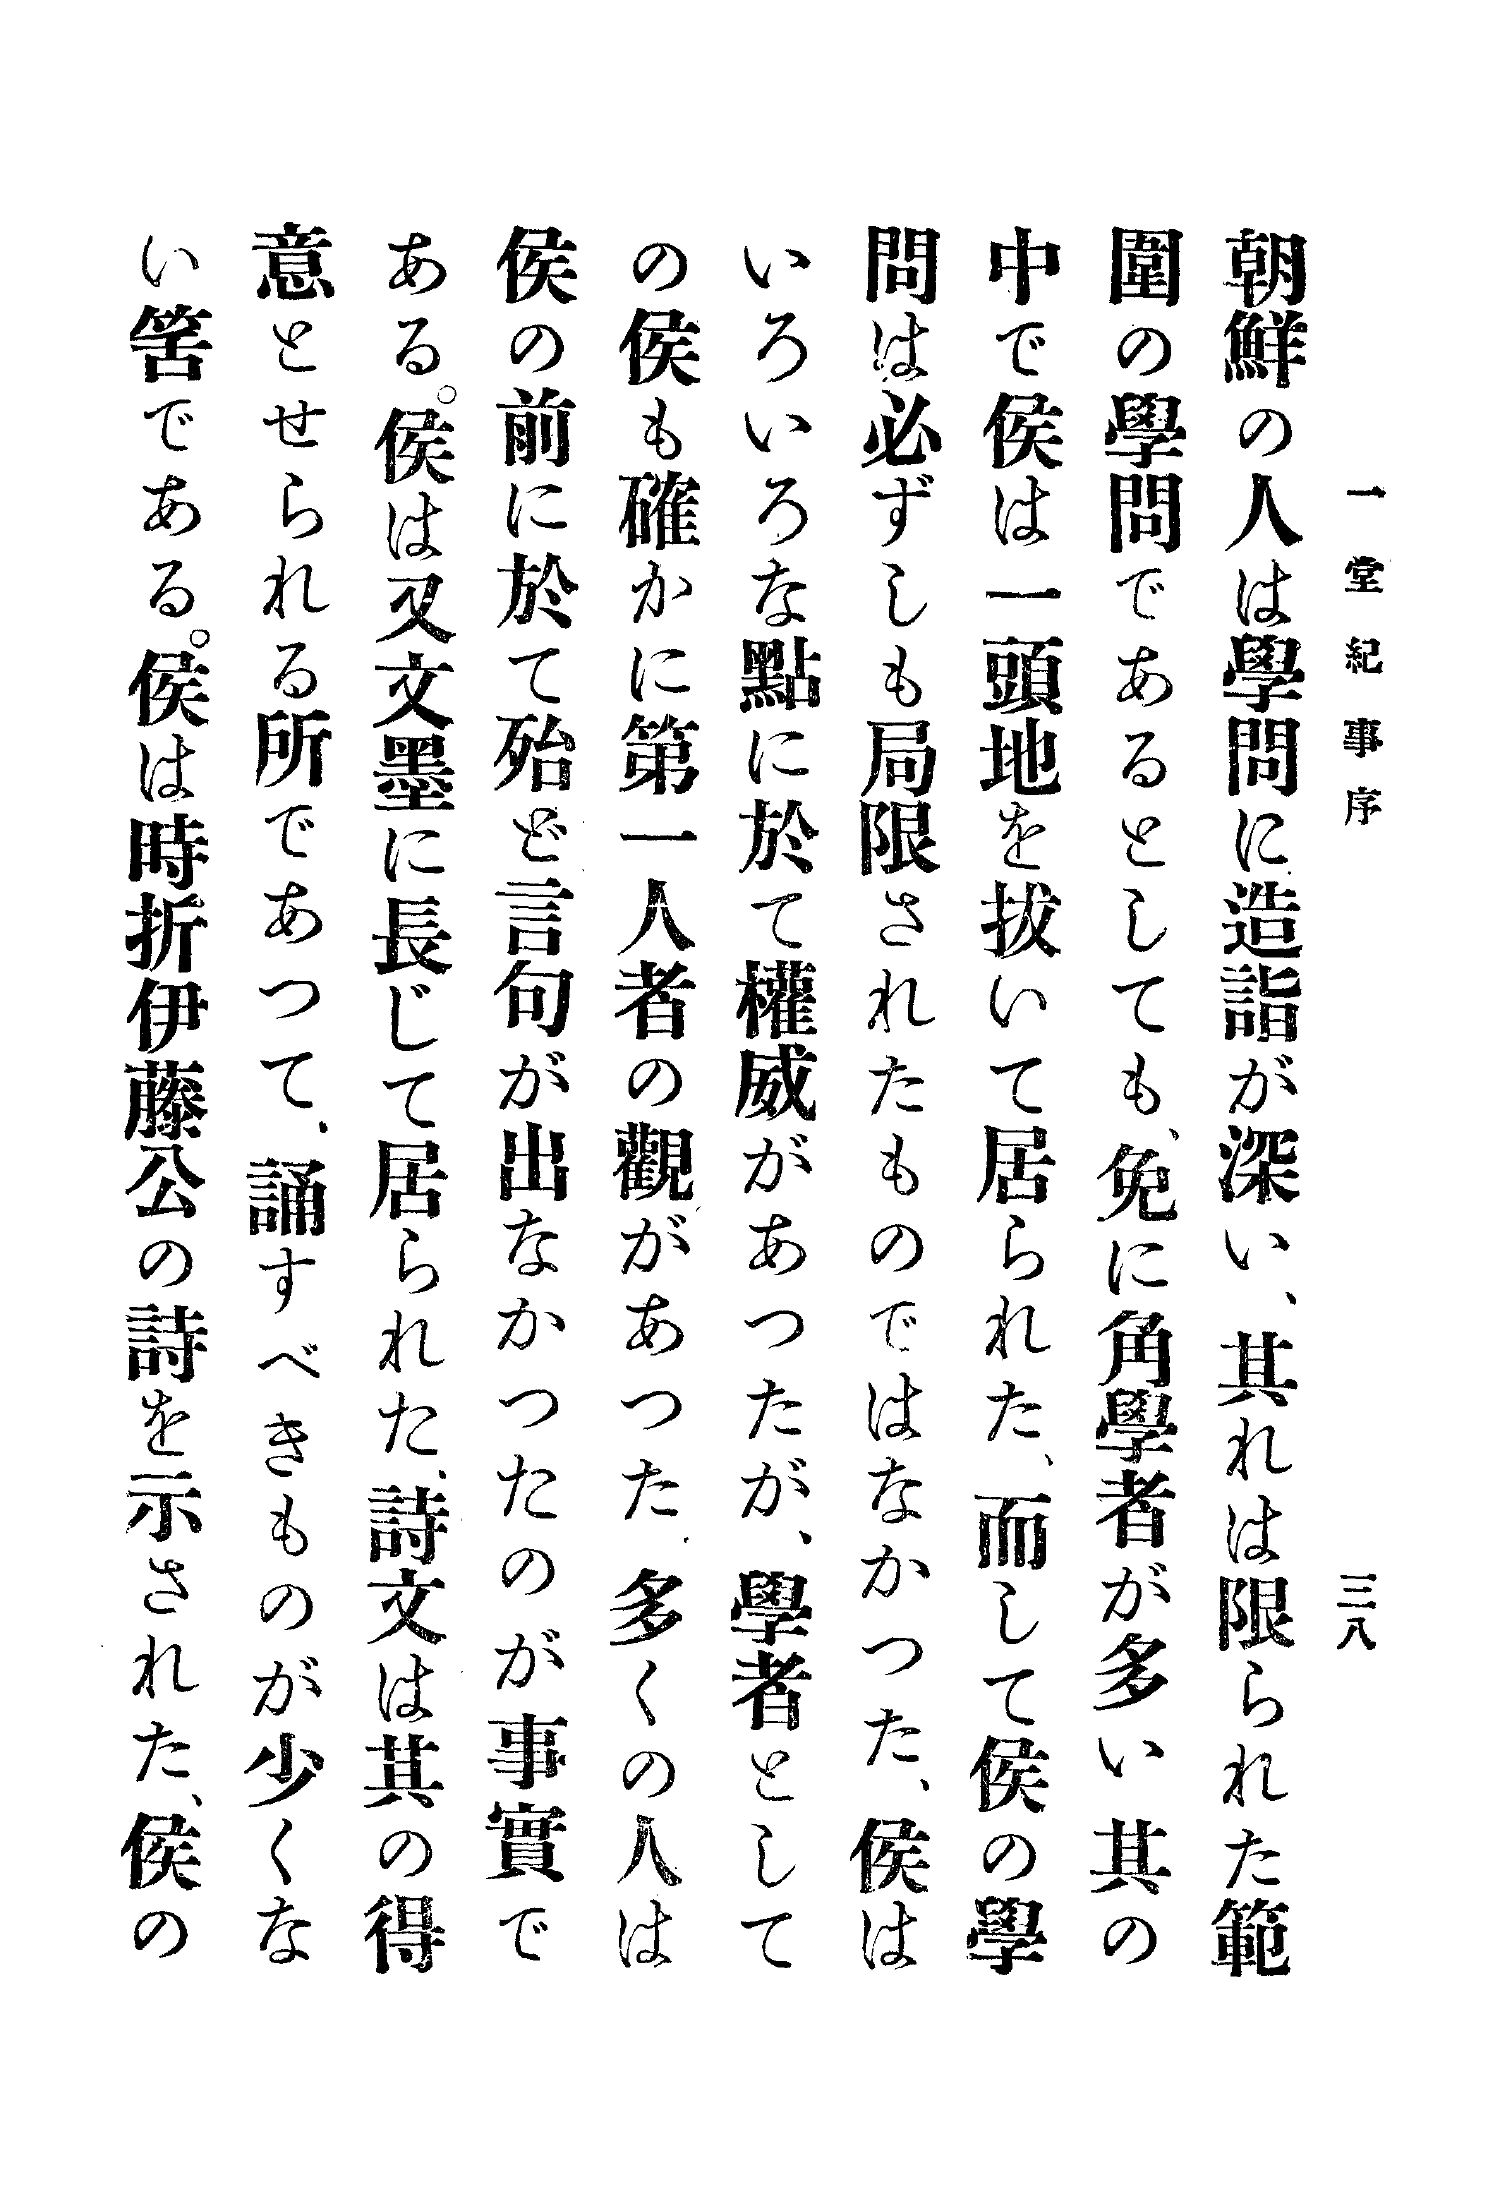 一堂紀事序
三八
朝鮮の人は學問に造詣が深い、其れは限られた範
圍の學問であるとしても、免に角學者が多い其の
中で侯は一頭地を拔いて居られた、而して侯の學
問は必ずしも局限されたものではなかつた、侯は
いろいろな點に於て權威があつたが、學者として
の侯も確かに第一人者の觀があつた、多くの人は
侯の前に於て殆ど言句が出なかつたのが事實で
ある。侯は又文墨に長じて居られた、詩文は其の得
意とせられる所であつて、誦すべきものが少くな
い筈である。侯は時折伊藤公の詩を示された、侯の